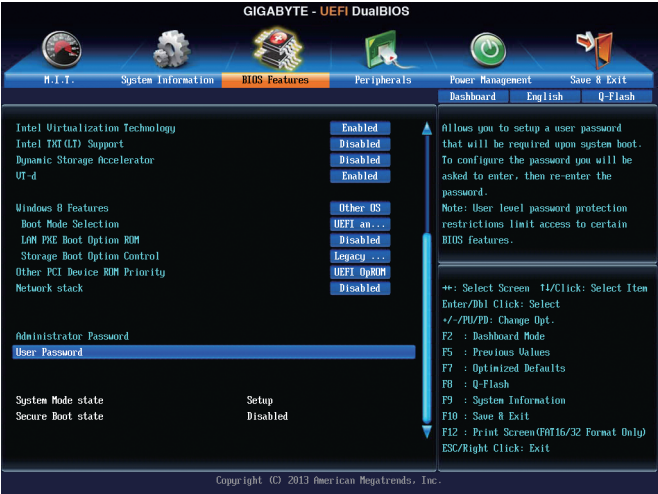 GIGABYTE - UEFI DualBIOS
M.I.T. System Information BIOS Features Peripherals Power Management Save & Exit
Dashboard English Q-Flash
Intel Virtualization Technology Enabled
Intel TXT(LT) Support Disabled
Dynamic Storage Accelerator Disabled
VT-d Enabled
Windows 8 Features Other OS
Boot Mode Selection UEFI an...
LAN PXE Boot Option ROM Disabled
Storage Boot Option Control Legacy ...
Other PCI Device ROM Priority UEFI OpROM
Network stack Disabled
Administrator Password
User Password
System Mode state Setup
Secure Boot state Disabled
Allows you to setup a user password
that will be required upon system boot.
To configure the password you will be
asked to enter, then re-enter the
password.
Note: User level password protection
restrictions limit access to certain
BIOS features.
→←: Select Screen ↑↓/Click: Select Item
Enter/Dbl Click: Select
+/-/PU/PD: Change Opt.
F2 : Dashboard Mode
F5 : Previous Values
F7 : Optimized Defaults
F8 : Q-Flash
F9 : System Information
F10 : Save & Exit
F12 : Print Screen(FAT16/32 Format Only)
ESC/Right Click: Exit
Copyright (C) 2013 American Megatrends, Inc.